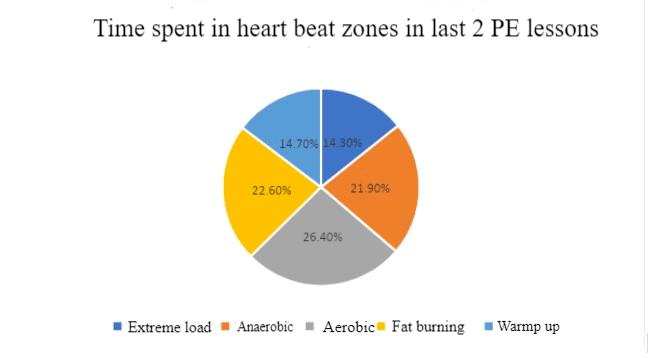 Time spent in heart beat zones in last 2 PE lessons
14.70% 14.30%
22.60% 21.90%
26.40%
Extreme load Anaerobic Aerobic Fat burning Warmp up